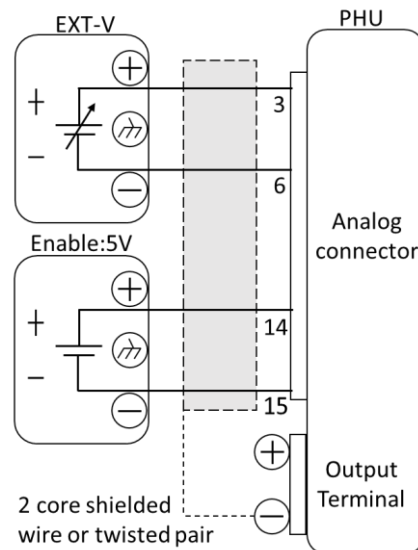 EXT-V
PHU
+
−
+
−
3
6
Analog
connector
Enable:5V
+
−
+
−
14
15
+
−
Output
Terminal
2 core shielded
wire or twisted pair